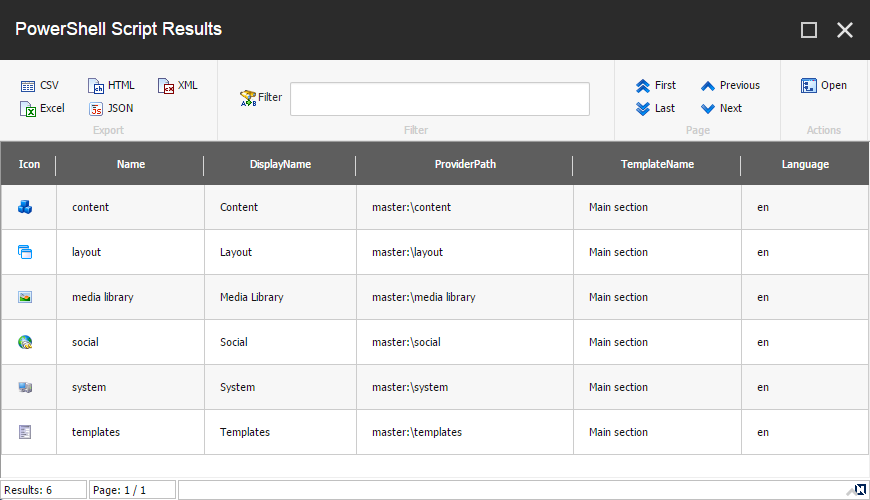 PowerShell Script Results
CSV HTML XML
Excel JSON
Export
Filter
Filter
First Previous
Last Next
Page
Open
Actions
Icon Name DisplayName ProviderPath TemplateName Language
content Content master:\content Main section en
layout Layout master:\layout Main section en
media library Media Library master:\media library Main section en
social Social master:\social Main section en
system System master:\system Main section en
templates Templates master:\templates Main section en
Results: 6 Page: 1 / 1